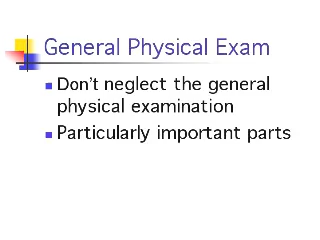 General Physical Exam
Don't neglect the general
physical examination
Particularly important parts